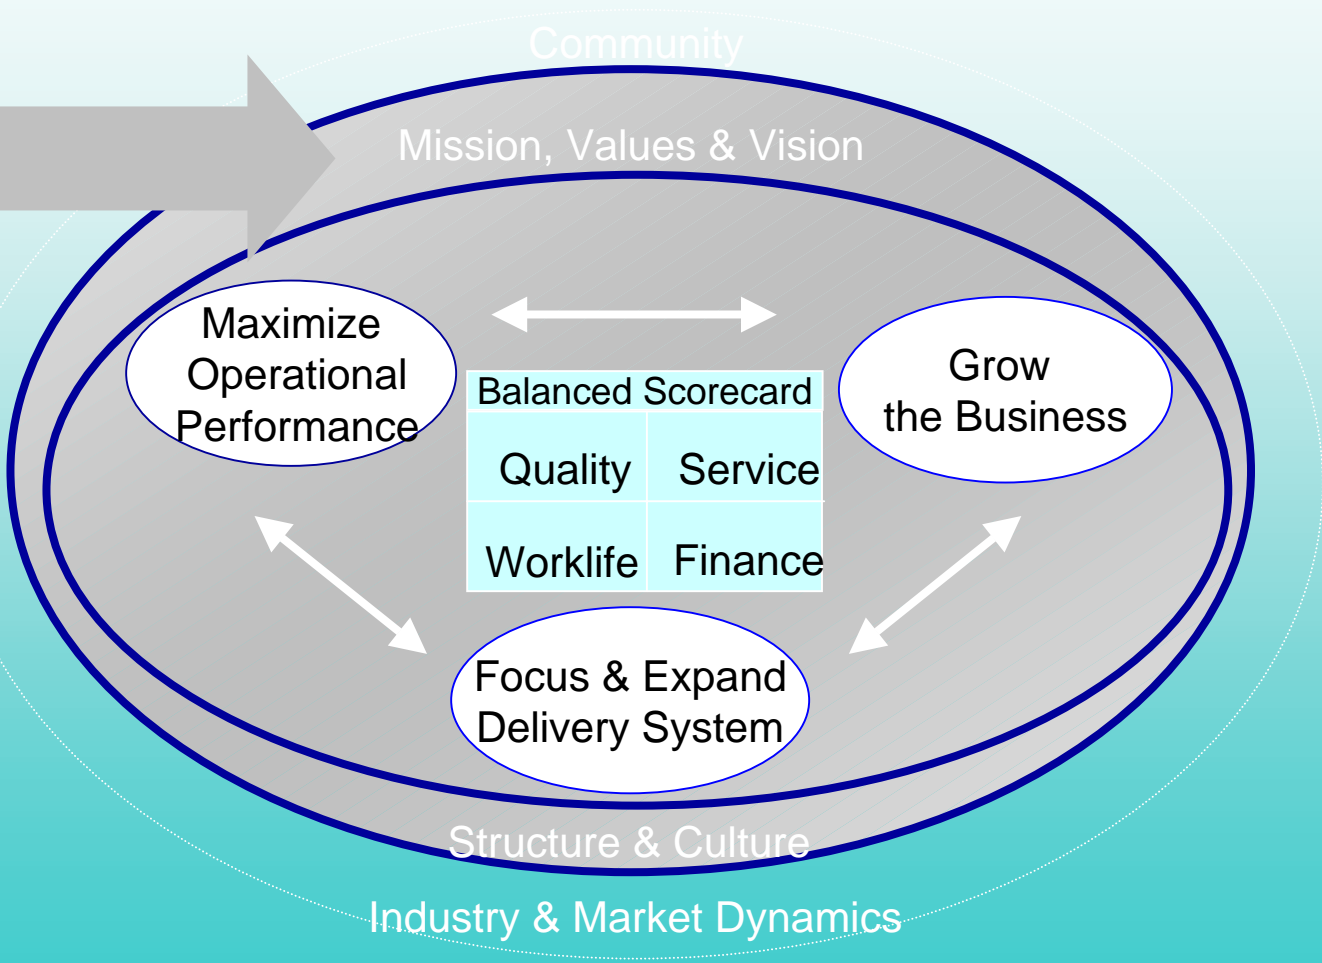 Community
Mission, Values & Vision
Maximize
Operational
Performance
Grow
the Business
Balanced Scorecard
Quality
Service
Worklife
Finance
Focus & Expand
Delivery System
Structure & Culture
Industry & Market Dynamics